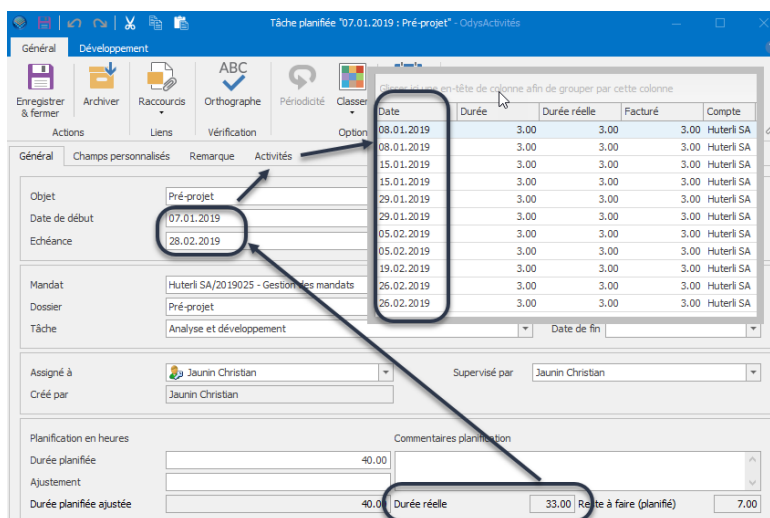 Tâche planifiée "07.01.2019 : Pré-projet" - OdysActivités
Général Développement
Enregistrer & fermer Archiver Raccourcis ABC Orthographe Périodicité Classer
Actions Liens Vérification Option
Général Champs personnalisés Remarque Activités
Glissez ici une en-tête de colonne afin de grouper par cette colonne
Date Durée Durée réelle Facturé Compte
08.01.2019 3.00 3.00 3.00 Huterli SA
08.01.2019 3.00 3.00 3.00 Huterli SA
15.01.2019 3.00 3.00 3.00 Huterli SA
15.01.2019 3.00 3.00 3.00 Huterli SA
29.01.2019 3.00 3.00 3.00 Huterli SA
29.01.2019 3.00 3.00 3.00 Huterli SA
05.02.2019 3.00 3.00 3.00 Huterli SA
05.02.2019 3.00 3.00 3.00 Huterli SA
19.02.2019 3.00 3.00 3.00 Huterli SA
26.02.2019 3.00 3.00 3.00 Huterli SA
26.02.2019 3.00 3.00 3.00 Huterli SA
Objet Pré-projet
Date de début 07.01.2019
Echéance 28.02.2019
Mandat Huterli SA/2019025 - Gestion des mandats
Dossier Pré-projet
Tâche Analyse et développement Date de fin
Assigné à Jaunin Christian Supervisé par Jaunin Christian
Créé par Jaunin Christian
Planification en heures Commentaires planification
Durée planifiée 40.00
Ajustement
Durée planifiée ajustée 40.00 Durée réelle 33.00 Reste à faire (planifié) 7.00